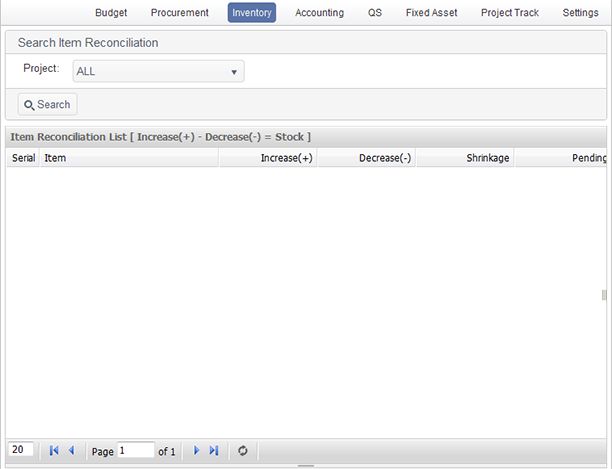 Budget Procurement Inventory Accounting QS Fixed Asset Project Track Settings
Search Item Reconciliation
Project: ALL
Search
Item Reconciliation List [ Increase(+) - Decrease(-) = Stock ]
Serial Item Increase(+) Decrease(-) Shrinkage Pending
20 Page 1 of 1